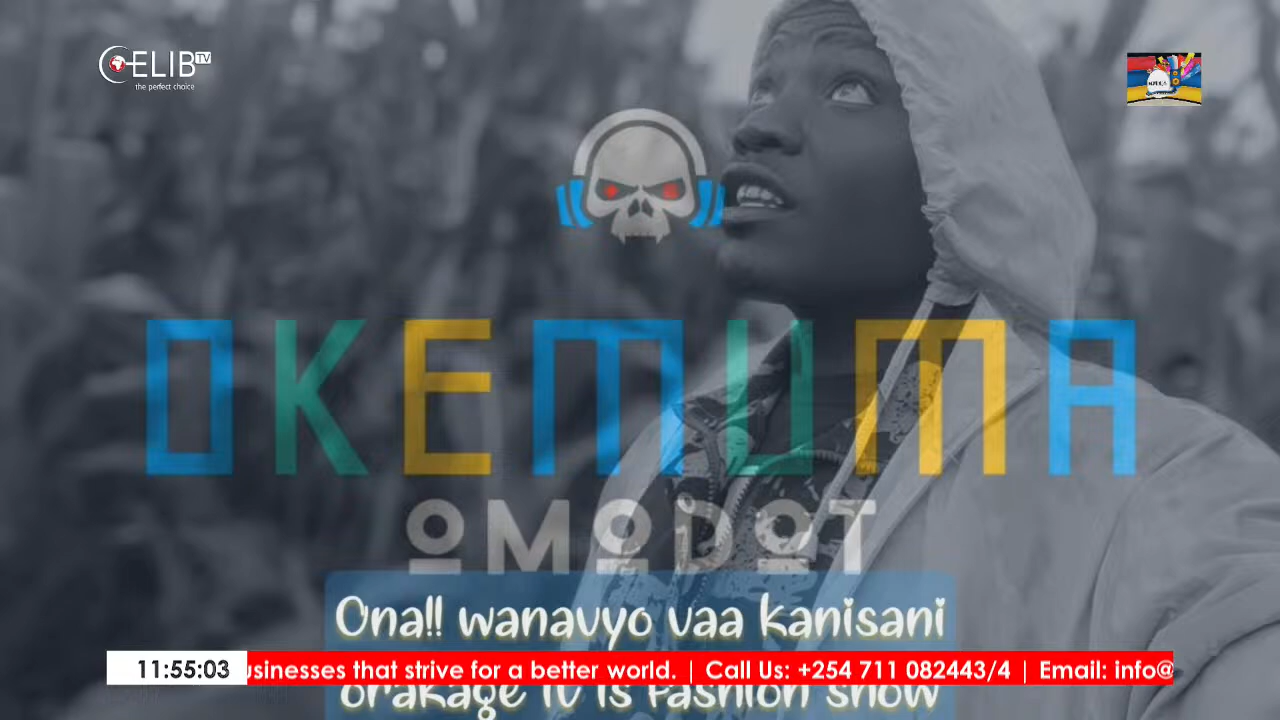 CELIB TV
the perfect choice
OKEMUMA
OMODOT
Ona!! wanavyo vaa kanisani
11:55:03
usinesses that strive for a better world. | Call Us: +254 711 082443/4 | Email: info@
orakage tu is Fashion show